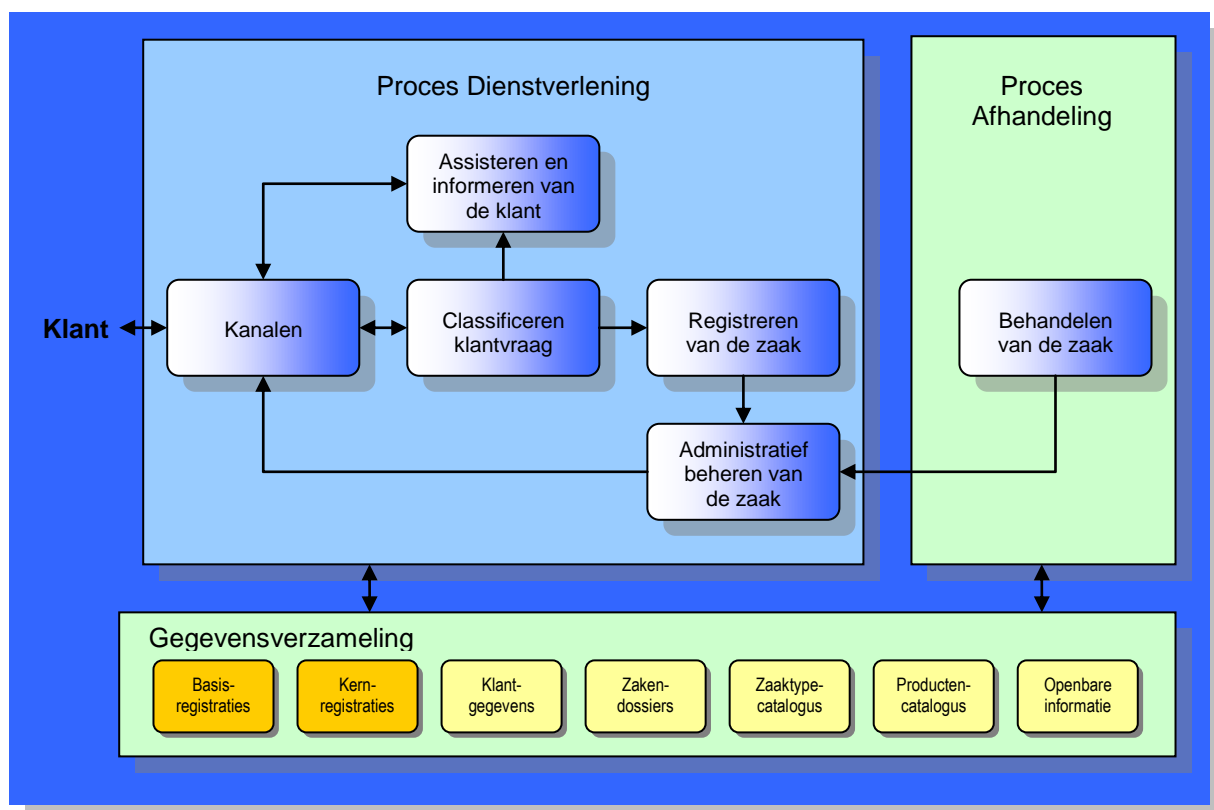 Proces Dienstverlening
Proces
Afhandeling
Assisteren en
informeren van
de klant
Klant
Kanalen
Classificeren
klantvraag
Registreren
van de zaak
Behandelen
van de zaak
Administratief
beheren van
de zaak
Gegevensverzameling
Basis-
registraties
Kern-
registraties
Klant-
gegevens
Zaken-
dossiers
Zaaktype-
catalogus
Producten-
catalogus
Openbare
informatie